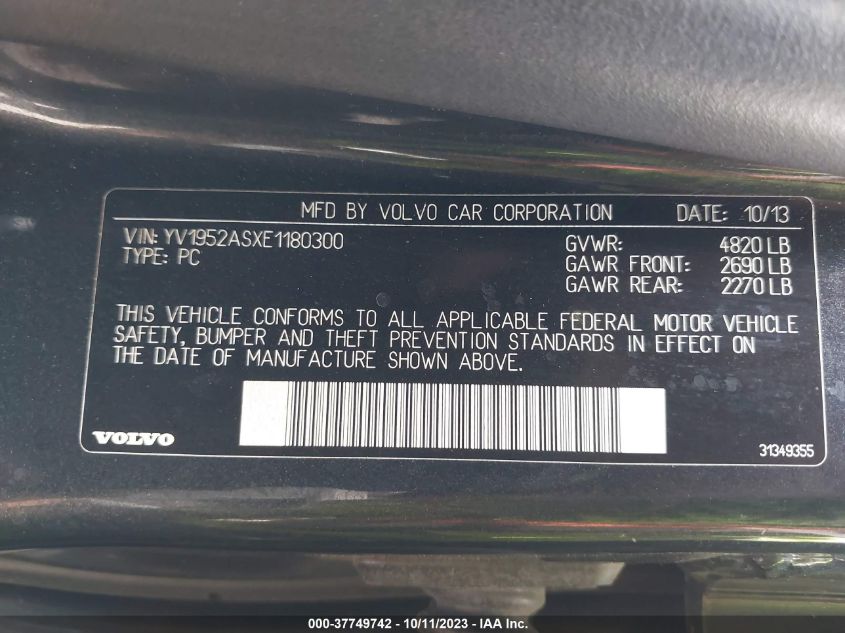 MFD BY VOLVO CAR CORPORATION DATE: 10/13
VIN: YV1952ASXE1180300 GVWR: 4820 LB
TYPE: PC GAWR FRONT: 2690 LB
GAWR REAR: 2270 LB
THIS VEHICLE CONFORMS TO ALL APPLICABLE FEDERAL MOTOR VEHICLE
SAFETY, BUMPER AND THEFT PREVENTION STANDARDS IN EFFECT ON
THE DATE OF MANUFACTURE SHOWN ABOVE.
VOLVO 31349355
000-37749742 - 10/11/2023 - IAA Inc.